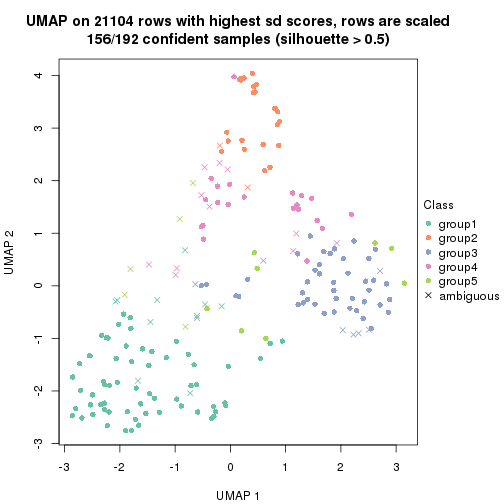 UMAP on 21104 rows with highest sd scores, rows are scaled
156/192 confident samples (silhouette > 0.5)
4
3
2
1
0
-1
-2
-3
UMAP 2
-3 -2 -1 0 1 2 3
UMAP 1
Class
group1
group2
group3
group4
group5
ambiguous